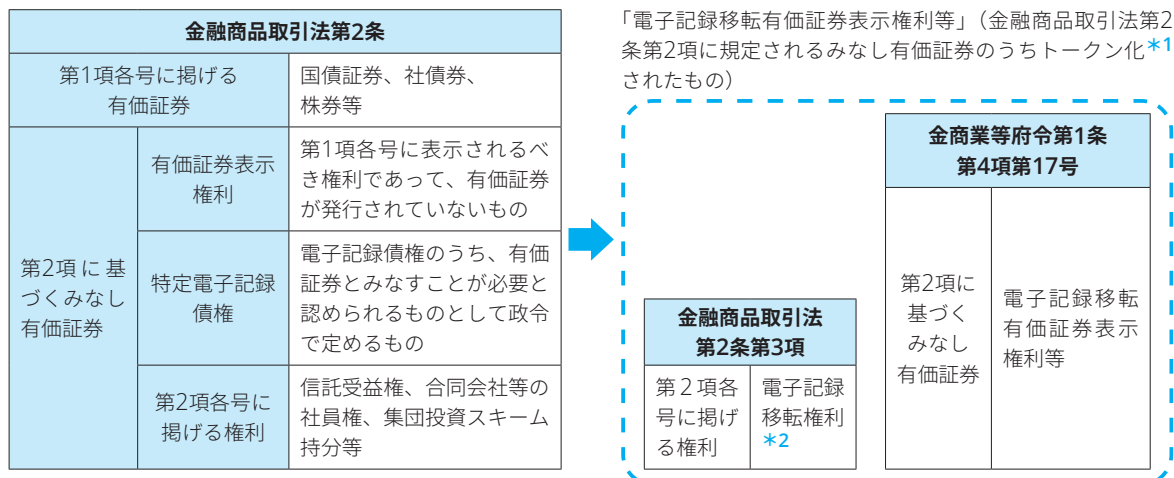 金融商品取引法第2条
第1項各号に掲げる
有価証券
国債証券、社債券、
株券等
第2項に基
づくみなし
有価証券
有価証券表示
権利
第1項各号に表示されるべ
き権利であって、有価証券
が発行されていないもの
特定電子記録
債権
電子記録債権のうち、有価
証券とみなすことが必要と
認められるものとして政令
で定めるもの
第2項各号に
掲げる権利
信託受益権、合同会社等の
社員権、集団投資スキーム
持分等
「電子記録移転有価証券表示権利等」（金融商品取引法第2
条第2項に規定されるみなし有価証券のうちトークン化*1
されたもの）
金融商品取引法
第2条第3項
第２項各
号に掲げ
る権利
電子記録
移転権利
*2
金商業等府令第1条
第4項第17号
第2項に
基づく
みなし
有価証券
電子記録移転
有価証券表示
権利等